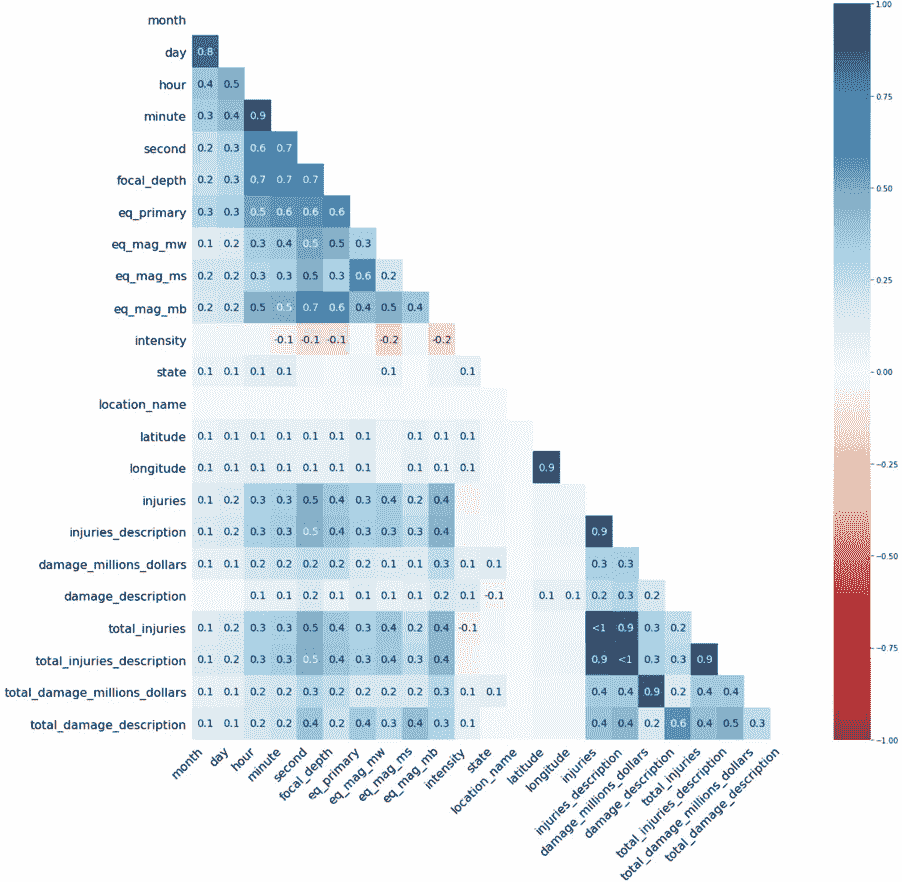 month
1.00
day 0.8
hour 0.4 0.5
minute 0.3 0.4 0.9
0.75
second 0.2 0.3 0.6 0.7
focal_depth 0.2 0.3 0.7 0.7 0.7
0.50
eq_primary 0.3 0.3 0.5 0.6 0.6 0.6
eq_mag_mw 0.1 0.2 0.3 0.4 0.5 0.5 0.3
eq_mag_ms 0.2 0.2 0.3 0.3 0.5 0.3 0.6 0.2
0.25
eq_mag_mb 0.2 0.2 0.5 0.5 0.7 0.6 0.4 0.5 0.4
intensity -0.1 -0.1 -0.1 -0.2 -0.2
state 0.1 0.1 0.1 0.1 0.1 0.1
0.00
location_name
latitude 0.1 0.1 0.1 0.1 0.1 0.1 0.1 0.1 0.1 0.1
longitude 0.1 0.1 0.1 0.1 0.1 0.1 0.1 0.1 0.1 0.1 0.9
-0.25
injuries 0.1 0.2 0.3 0.3 0.5 0.4 0.3 0.4 0.2 0.4
injuries_description 0.1 0.2 0.3 0.3 0.5 0.4 0.3 0.3 0.3 0.4 0.9
-0.50
damage_millions_dollars 0.1 0.1 0.2 0.2 0.2 0.2 0.2 0.1 0.1 0.3 0.1 0.1 0.3 0.3
damage_description 0.1 0.1 0.2 0.1 0.1 0.1 0.1 0.2 0.1 -0.1 0.1 0.1 0.2 0.3 0.2
total_injuries 0.1 0.2 0.3 0.3 0.5 0.4 0.3 0.4 0.2 0.4 -0.1 <1 0.9 0.3 0.2
-0.75
total_injuries_description 0.1 0.2 0.3 0.3 0.5 0.4 0.3 0.4 0.3 0.4 0.9 <1 0.3 0.3 0.9
total_damage_millions_dollars 0.1 0.1 0.2 0.2 0.3 0.2 0.2 0.2 0.2 0.3 0.1 0.1 0.4 0.4 0.9 0.2 0.4 0.4
total_damage_description 0.1 0.1 0.2 0.2 0.4 0.2 0.4 0.3 0.4 0.3 0.1 0.4 0.4 0.2 0.6 0.4 0.5 0.3
-1.00
month
day
hour
minute
second
focal_depth
eq_primary
eq_mag_mw
eq_mag_ms
eq_mag_mb
intensity
state
location_name
latitude
longitude
injuries
injuries_description
damage_millions_dollars
damage_description
total_injuries
total_injuries_description
total_damage_millions_dollars
total_damage_description